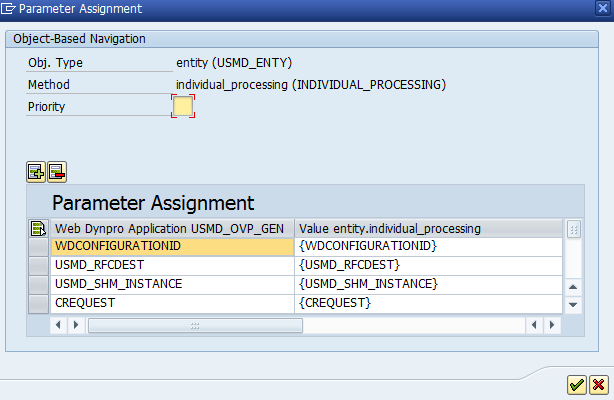 Parameter Assignment
Object-Based Navigation
Obj. Type entity (USMD_ENTY)
Method individual_processing (INDIVIDUAL_PROCESSING)
Priority
Parameter Assignment
Web Dynpro Application USMD_OVP_GEN Value entity.individual_processing
WDCONFIGURATIONID {WDCONFIGURATIONID}
USMD_RFCDEST {USMD_RFCDEST}
USMD_SHM_INSTANCE {USMD_SHM_INSTANCE}
CREQUEST {CREQUEST}